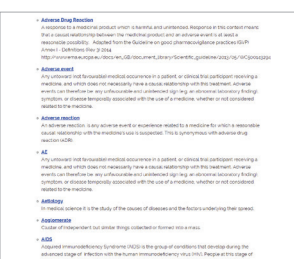 Adverse Drug Reaction
A response to a medicinal product which is harmful and unintended. Response in this context means
that a causal relationship between the medicinal product and an adverse event is at least a
reasonable possibility. Adapted from the Guideline on good pharmacovigilance practices (GVP)
Annex I - Definitions (Rev 3) 2014
Adverse event
Any untoward (not favourable) medical occurrence in a patient, or clinical trial participant receiving a
medicine, and which does not necessarily have a causal relationship with this treatment. Adverse
events can therefore be: any unfavourable and unintended sign (e.g. an abnormal laboratory finding)
symptom, or disease temporally associated with the use of a medicine, whether or not considered
related to the medicine.
Adverse reaction
An adverse reaction, is any adverse event or experience related to a medicine for which a reasonable
causal relationship with the medicine's use is suspected. This is synonymous with adverse drug
reaction (ADR).
AE
Any untoward (not favourable) medical occurrence in a patient, or clinical trial participant receiving a
medicine, and which does not necessarily have a causal relationship with this treatment. Adverse
events can therefore be: any unfavourable and unintended sign (e.g. an abnormal laboratory finding)
symptom, or disease temporally associated with the use of a medicine, whether or not considered
related to the medicine.
Aetiology
In medical science it is the study of the causes of diseases and the factors underlying their spread.
Agglomerate
Cluster of independent but similar things collected or formed into a mass.
AIDS
Acquired immunodeficiency Syndrome (AIDS) is the group of conditions that develop during the
advanced stage of infection with the human immunodeficiency virus (HIV). People at this stage of